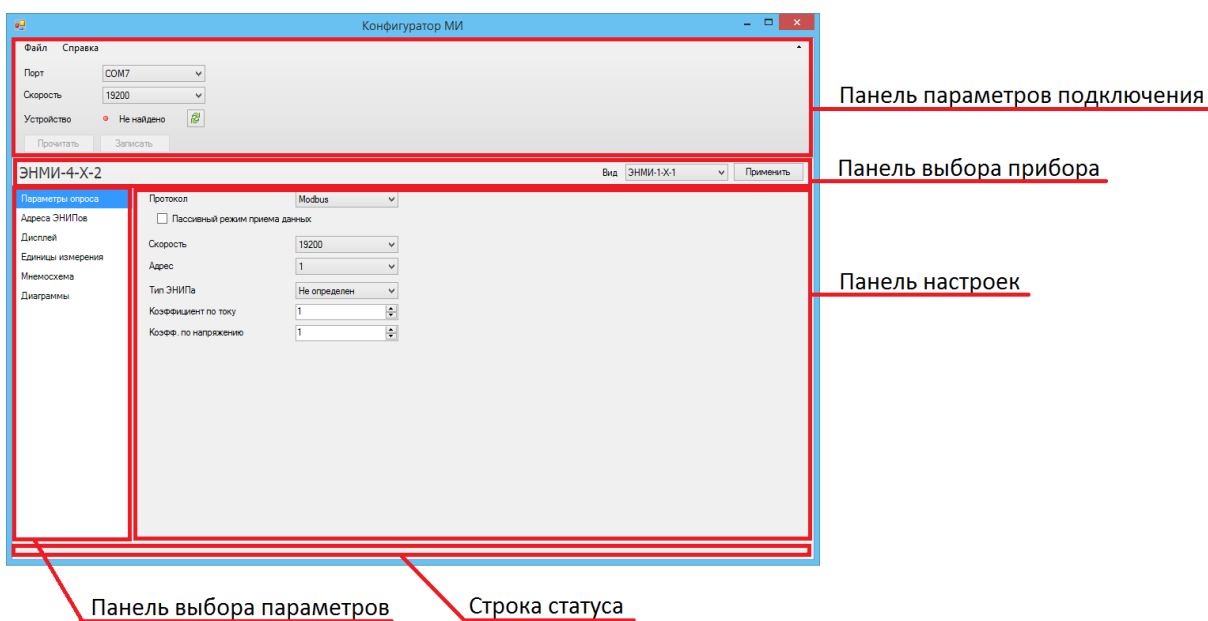 Конфигуратор МИ
Файл Справка
Порт COM7
Скорость 19200
Устройство Не найдено
Прочитать Записать
Панель параметров подключения
ЭНМИ-4-X-2 Вид ЭНМИ-1-X-1 Применить
Панель выбора прибора
Параметры опроса
Адреса ЭНИПов
Дисплей
Единицы измерения
Мнемосхема
Диаграммы
Протокол Modbus
Пассивный режим приема данных
Скорость 19200
Адрес 1
Тип ЭНИПа Не определен
Коэффициент по току 1
Коэфф. по напряжению 1
Панель настроек
Панель выбора параметров
Строка статуса